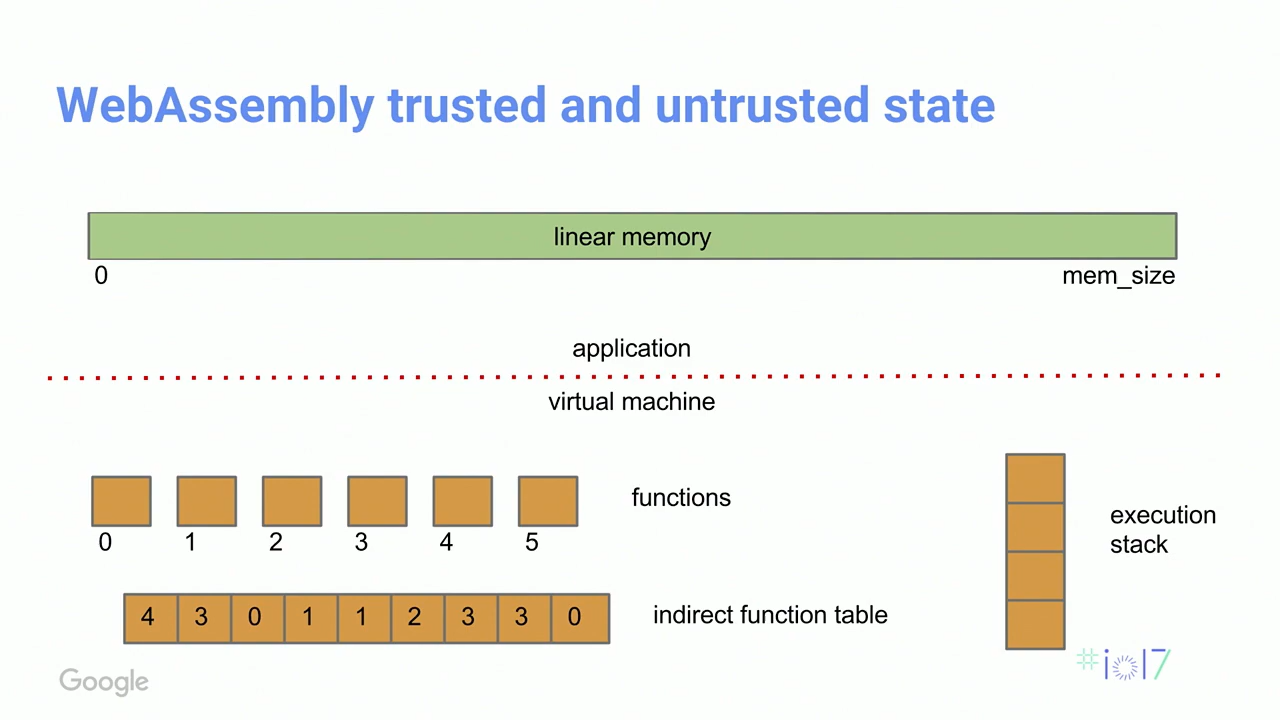 WebAssembly trusted and untrusted state
linear memory
0 mem_size
application
virtual machine
functions
0 1 2 3 4 5
execution
stack
4 3 0 1 1 2 3 3 0
indirect function table
Google
#io17